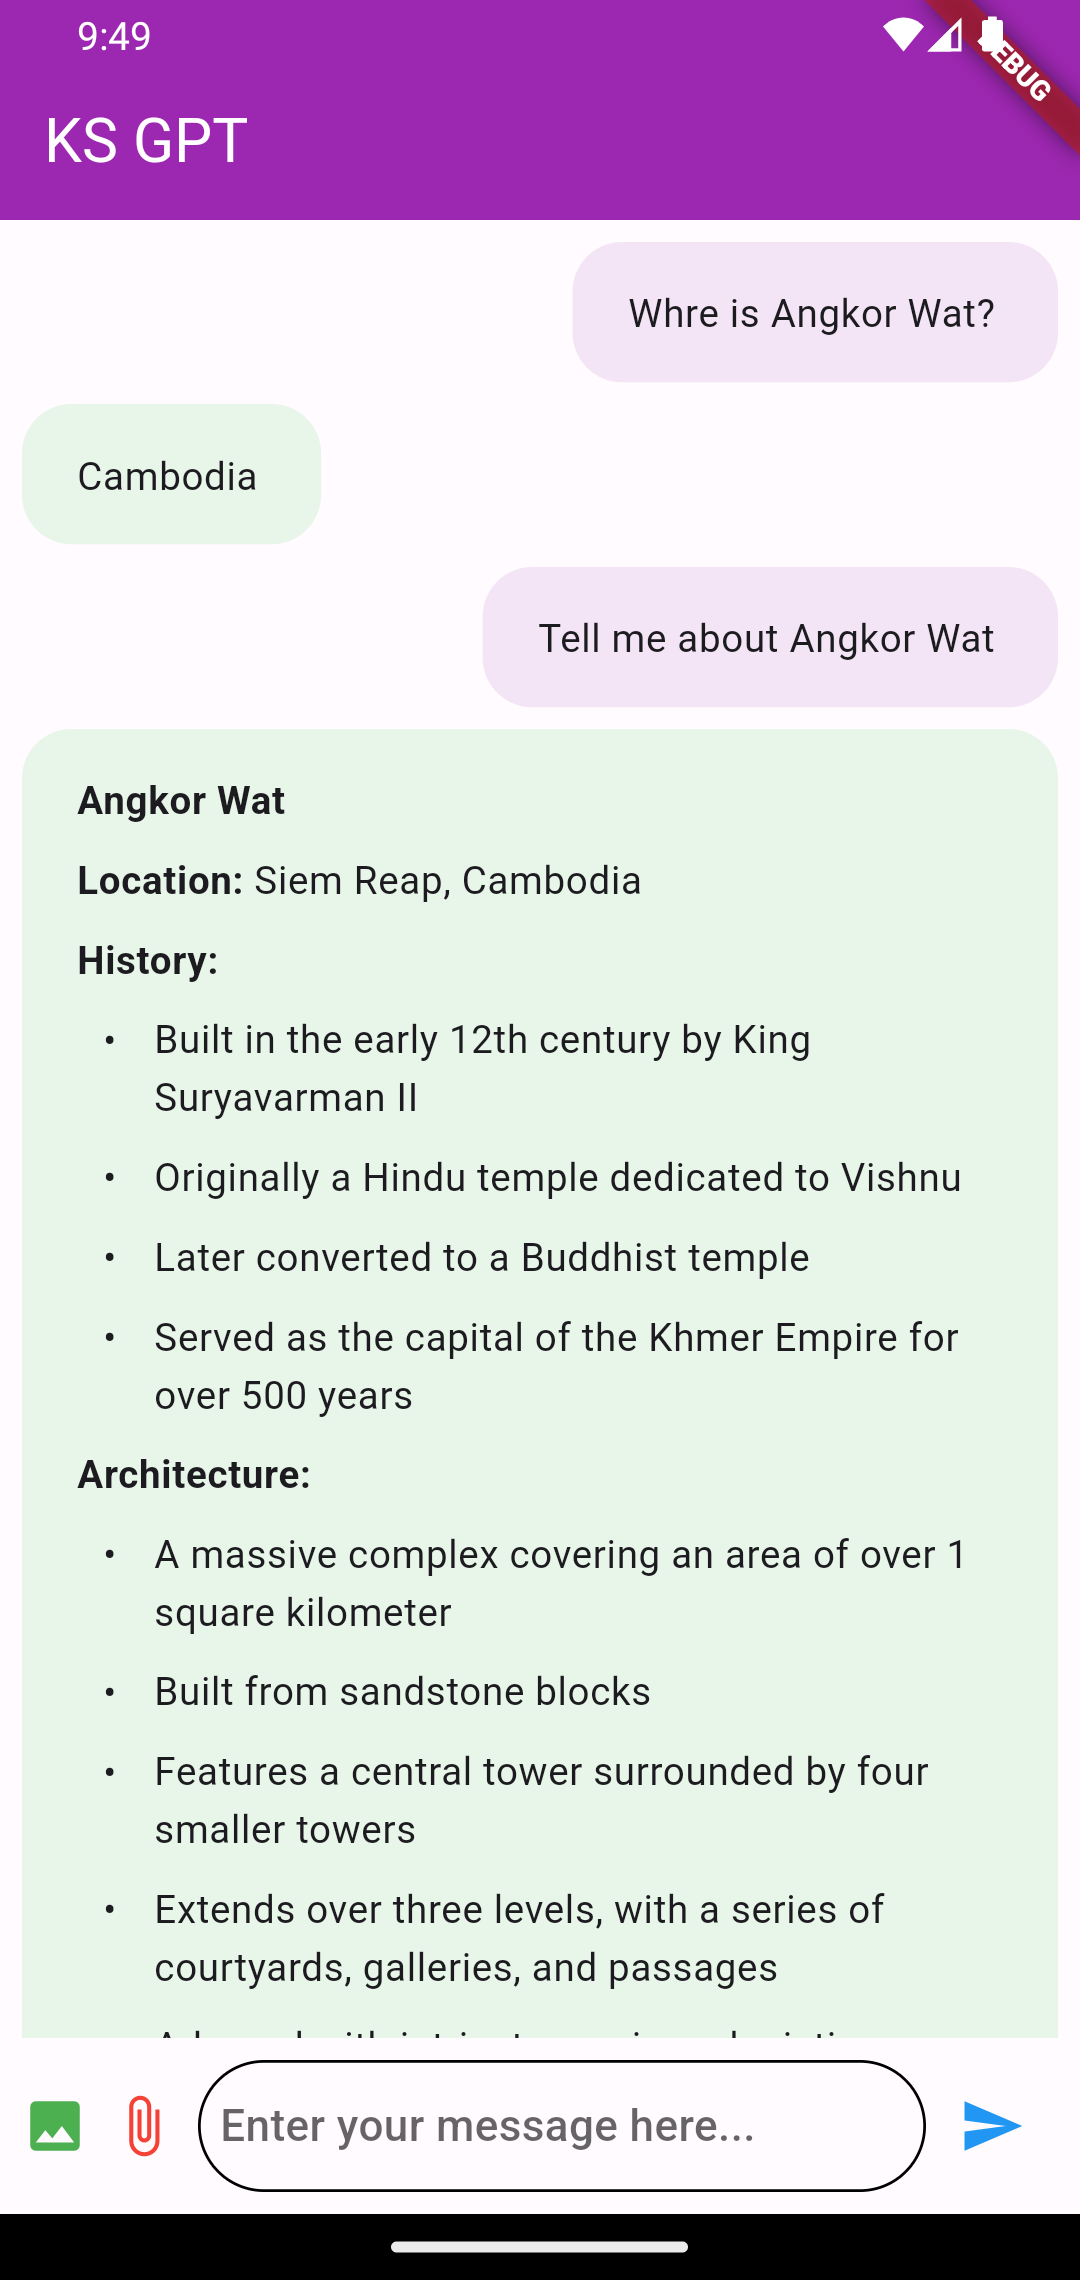 9:49
DEBUG
KS GPT
Whre is Angkor Wat?
Cambodia
Tell me about Angkor Wat
Angkor Wat
Location: Siem Reap, Cambodia
History:
• Built in the early 12th century by King
Suryavarman II
• Originally a Hindu temple dedicated to Vishnu
• Later converted to a Buddhist temple
• Served as the capital of the Khmer Empire for
over 500 years
Architecture:
• A massive complex covering an area of over 1
square kilometer
• Built from sandstone blocks
• Features a central tower surrounded by four
smaller towers
• Extends over three levels, with a series of
courtyards, galleries, and passages
Enter your message here...